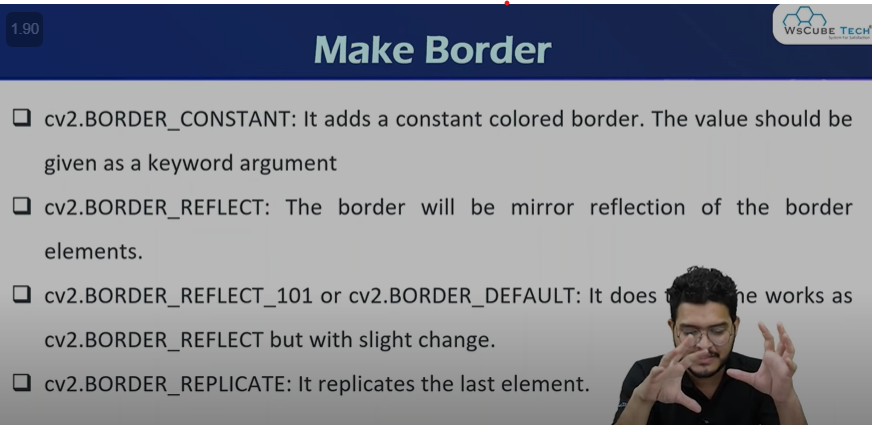 1.90
Make Border
WsCube Tech
cv2.BORDER_CONSTANT: It adds a constant colored border. The value should be
given as a keyword argument
cv2.BORDER_REFLECT: The border will be mirror reflection of the border
elements.
cv2.BORDER_REFLECT_101 or cv2.BORDER_DEFAULT: It does works as
cv2.BORDER_REFLECT but with slight change.
cv2.BORDER_REPLICATE: It replicates the last element.